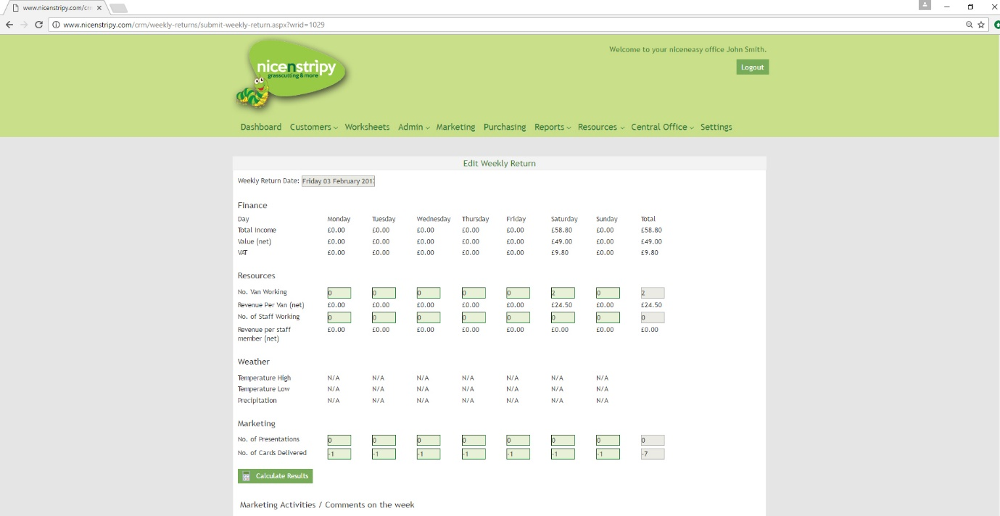 www.nicenstripy.com/crm
www.nicenstripy.com/crm/weekly-returns/submit-weekly-return.aspx?wrid=1029
nicenstripy
grasscutting & more
Welcome to your niceneasy office John Smith.
Logout
Dashboard Customers Worksheets Admin Marketing Purchasing Reports Resources Central Office Settings
Edit Weekly Return
Weekly Return Date: Friday 03 February 2017
Finance
Day Monday Tuesday Wednesday Thursday Friday Saturday Sunday Total
Total Income £0.00 £0.00 £0.00 £0.00 £0.00 £58.80 £0.00 £58.80
Value (net) £0.00 £0.00 £0.00 £0.00 £0.00 £49.00 £0.00 £49.00
VAT £0.00 £0.00 £0.00 £0.00 £0.00 £9.80 £0.00 £9.80
Resources
No. Van Working 0 0 0 0 0 2 0 2
Revenue Per Van (net) £0.00 £0.00 £0.00 £0.00 £0.00 £24.50 £0.00 £24.50
No. of Staff Working 0 0 0 0 0 0 0 0
Revenue per staff £0.00 £0.00 £0.00 £0.00 £0.00 £0.00 £0.00 £0.00
member (net)
Weather
Temperature High N/A N/A N/A N/A N/A N/A N/A
Temperature Low N/A N/A N/A N/A N/A N/A N/A
Precipitation N/A N/A N/A N/A N/A N/A N/A
Marketing
No. of Presentations 0 0 0 0 0 0 0 0
No. of Cards Delivered -1 -1 -1 -1 -1 -1 -1 -7
Calculate Results
Marketing Activities / Comments on the week